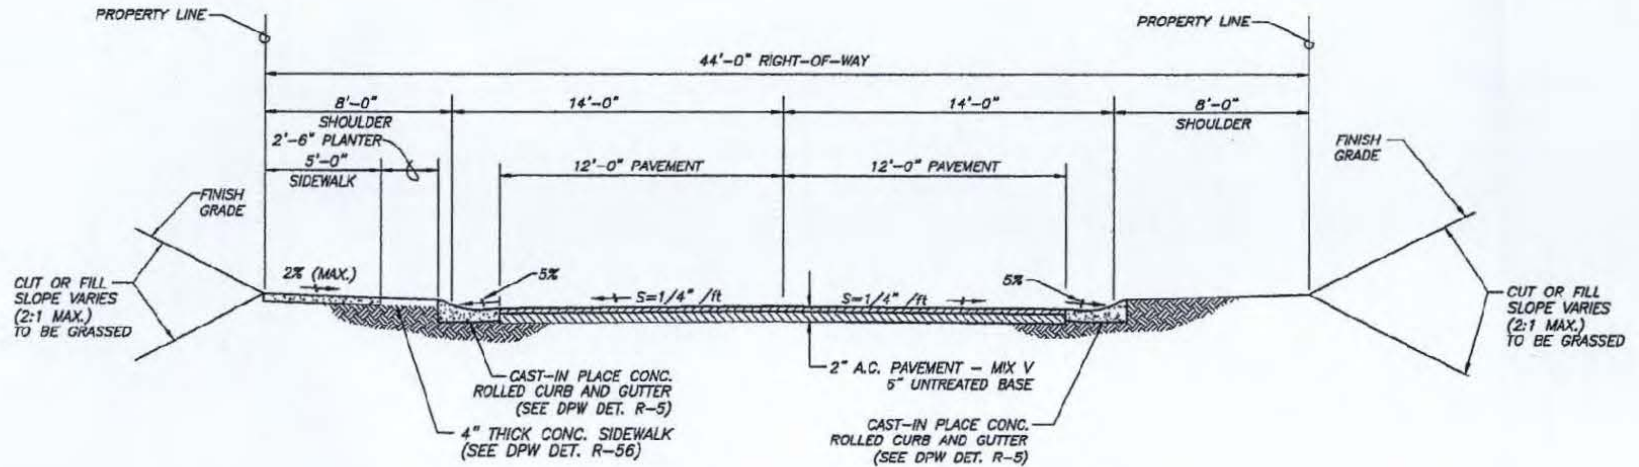 PROPERTY LINE
PROPERTY LINE
44'-0" RIGHT-OF-WAY
8'-0"
SHOULDER
14'-0"
14'-0"
8'-0"
SHOULDER
2'-6" PLANTER
5'-0"
SIDEWALK
12'-0" PAVEMENT
12'-0" PAVEMENT
FINISH
GRADE
FINISH
GRADE
CUT OR FILL
SLOPE VARIES
(2:1 MAX.)
TO BE GRASSED
2% (MAX.)
5%
S=1/4" /ft
S=1/4" /ft
5%
CUT OR FILL
SLOPE VARIES
(2:1 MAX.)
TO BE GRASSED
CAST-IN PLACE CONC.
ROLLED CURB AND GUTTER
(SEE DPW DET. R-5)
4" THICK CONC. SIDEWALK
(SEE DPW DET. R-56)
2" A.C. PAVEMENT - MIX V
6" UNTREATED BASE
CAST-IN PLACE CONC.
ROLLED CURB AND GUTTER
(SEE DPW DET. R-5)